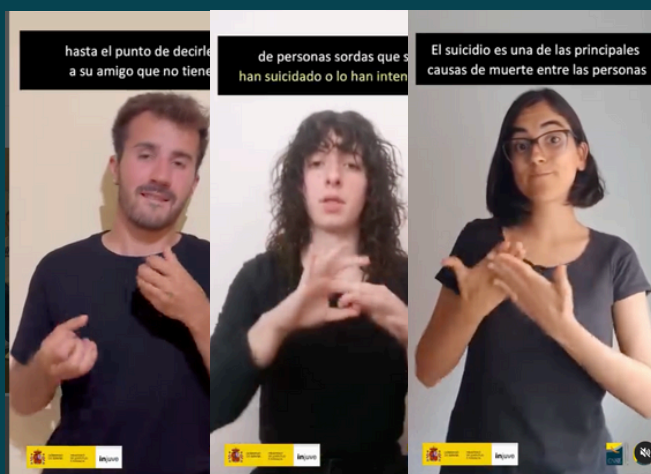 hasta el punto de decirle
a su amigo que no tiene
de personas sordas que s
han suicidado o lo han inten
El suicidio es una de las principales
causas de muerte entre las personas
injuve
injuve
injuve